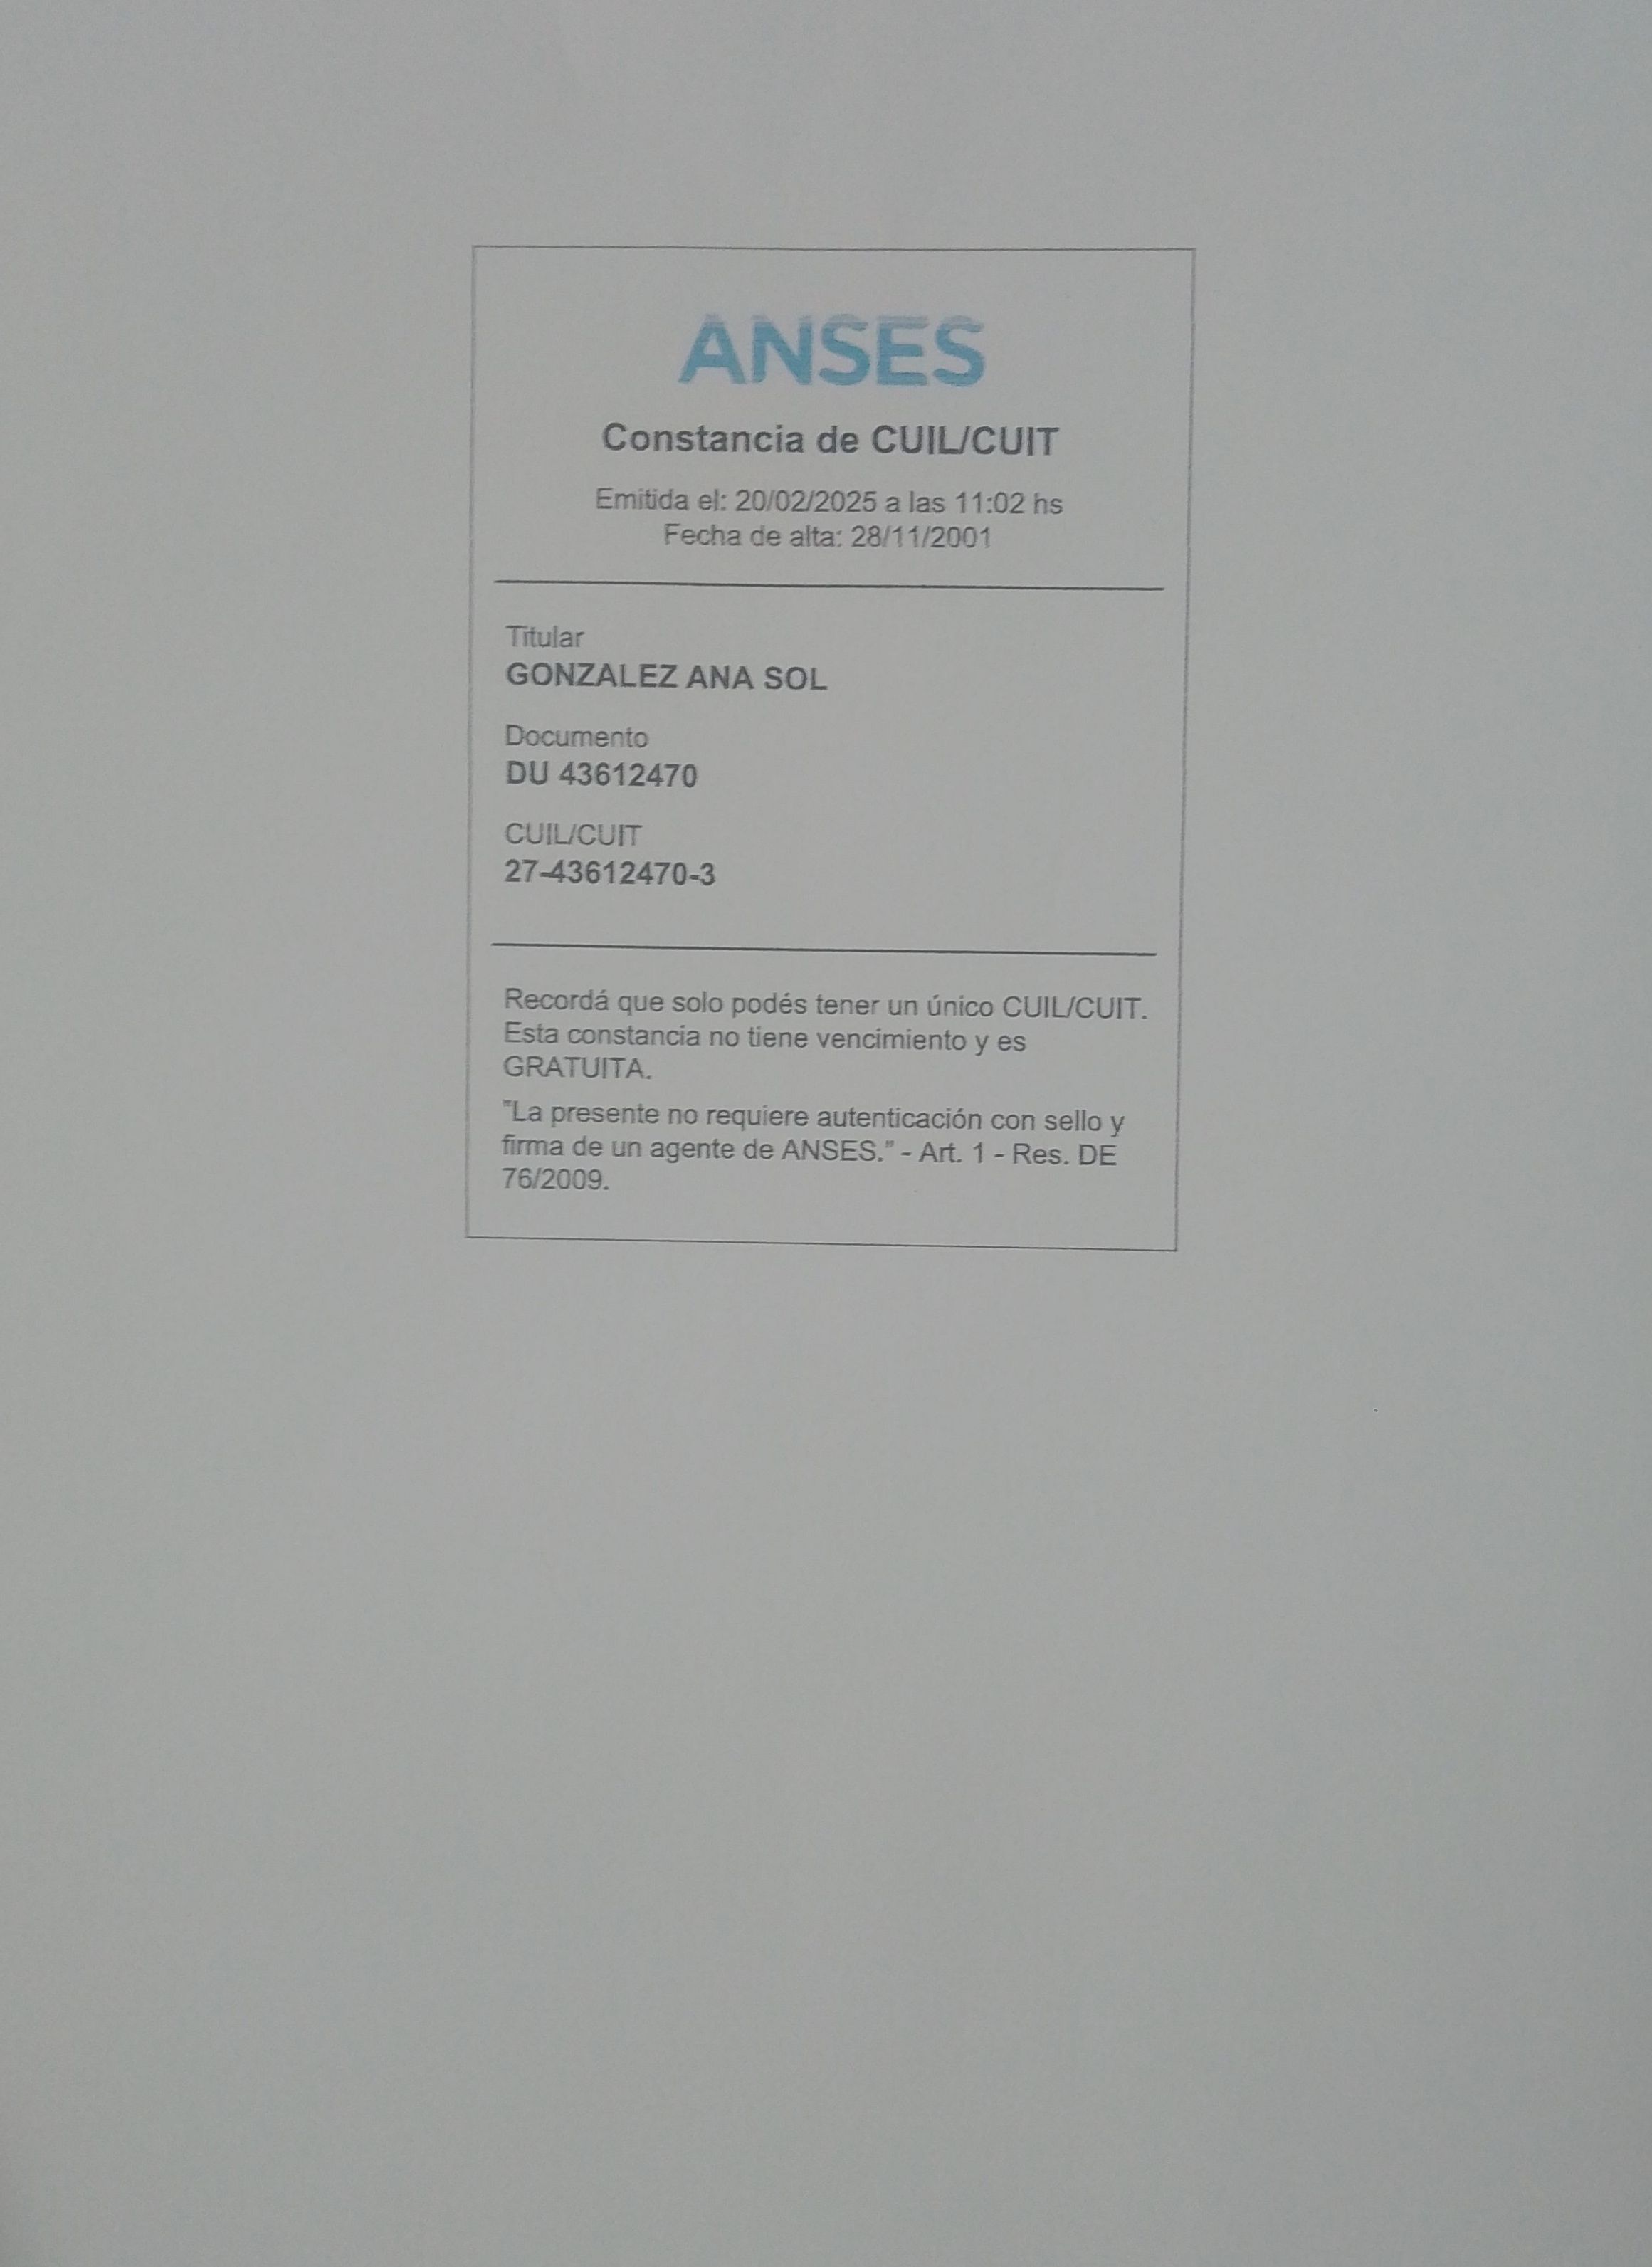 ANSES
Constancia de CUIL/CUIT
Emitida el: 20/02/2025 a las 11:02 hs
Fecha de alta: 28/11/2001
Titular
GONZALEZ ANA SOL
Documento
DU 43612470
CUIL/CUIT
27-43612470-3
Recordá que solo podés tener un único CUIL/CUIT.
Esta constancia no tiene vencimiento y es
GRATUITA.
"La presente no requiere autenticación con sello y
firma de un agente de ANSES.” - Art. 1 - Res. DE
76/2009.